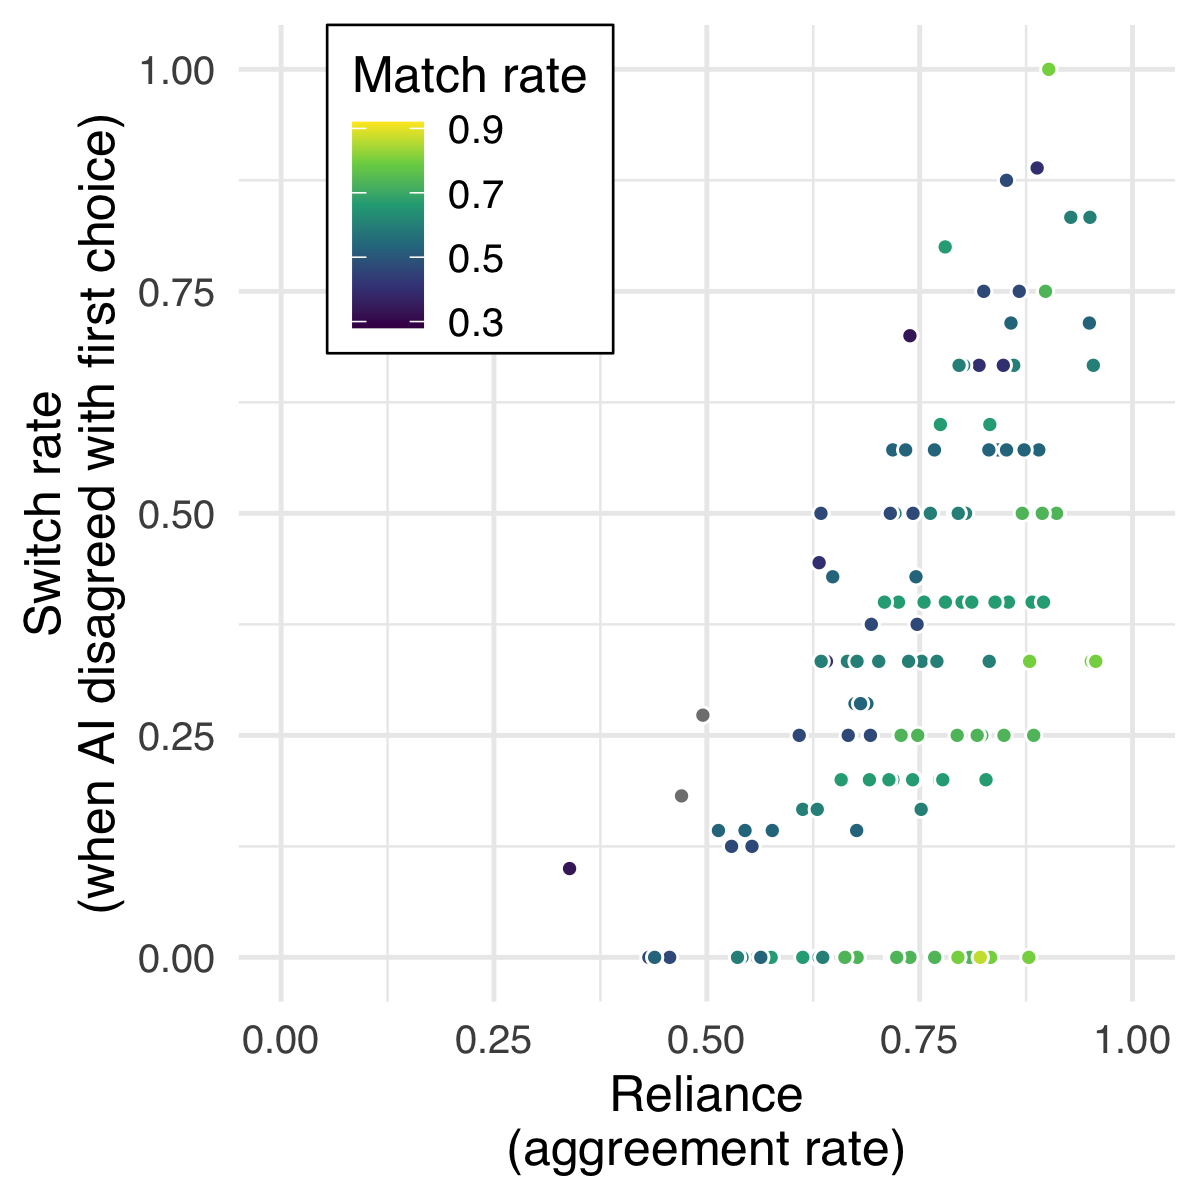 Match rate
0.9
0.7
0.5
0.3
1.00
0.75
0.50
0.25
0.00
Switch rate
(when AI disagreed with first choice)
0.00 0.25 0.50 0.75 1.00
Reliance
(aggreement rate)